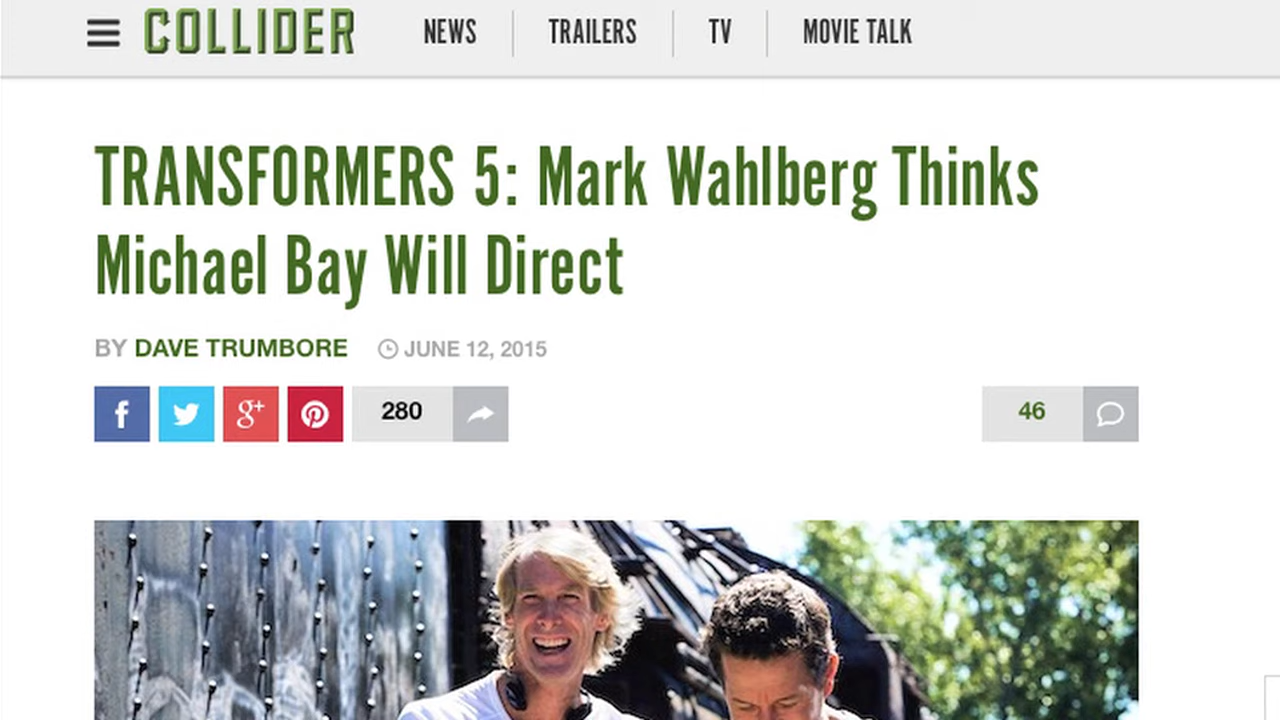 COLLIDER NEWS TRAILERS TV MOVIE TALK
TRANSFORMERS 5: Mark Wahlberg Thinks
Michael Bay Will Direct
BY DAVE TRUMBORE JUNE 12, 2015
f g+ 280 46